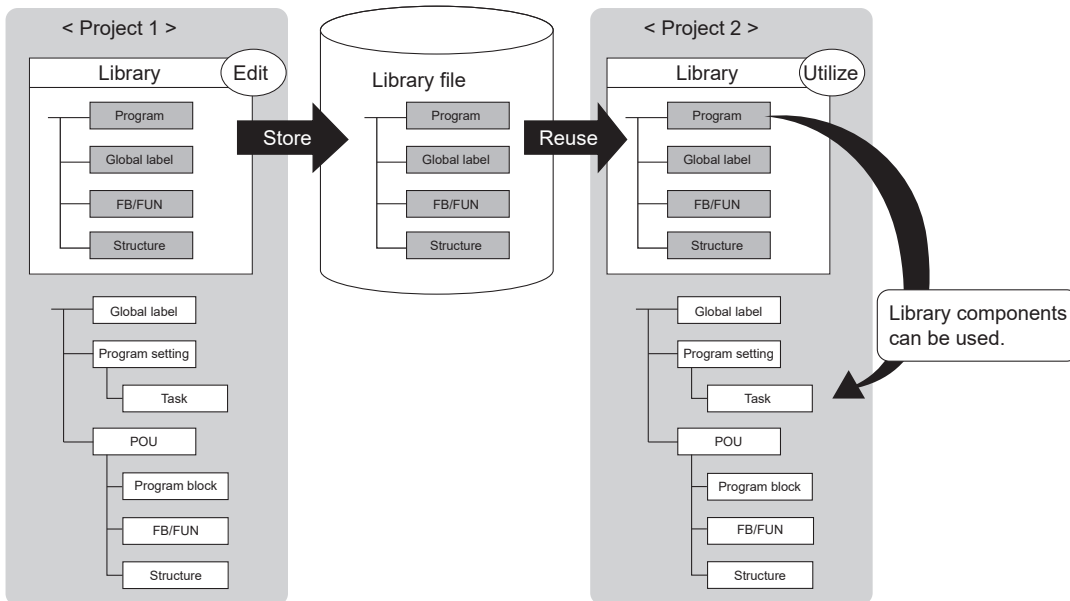 < Project 1 >
Library
Edit
Program
Global label
FB/FUN
Structure
Global label
Program setting
Task
POU
Program block
FB/FUN
Structure
Store
Library file
Program
Global label
FB/FUN
Structure
Reuse
< Project 2 >
Library
Utilize
Program
Global label
FB/FUN
Structure
Global label
Program setting
Task
POU
Program block
FB/FUN
Structure
Library components
can be used.